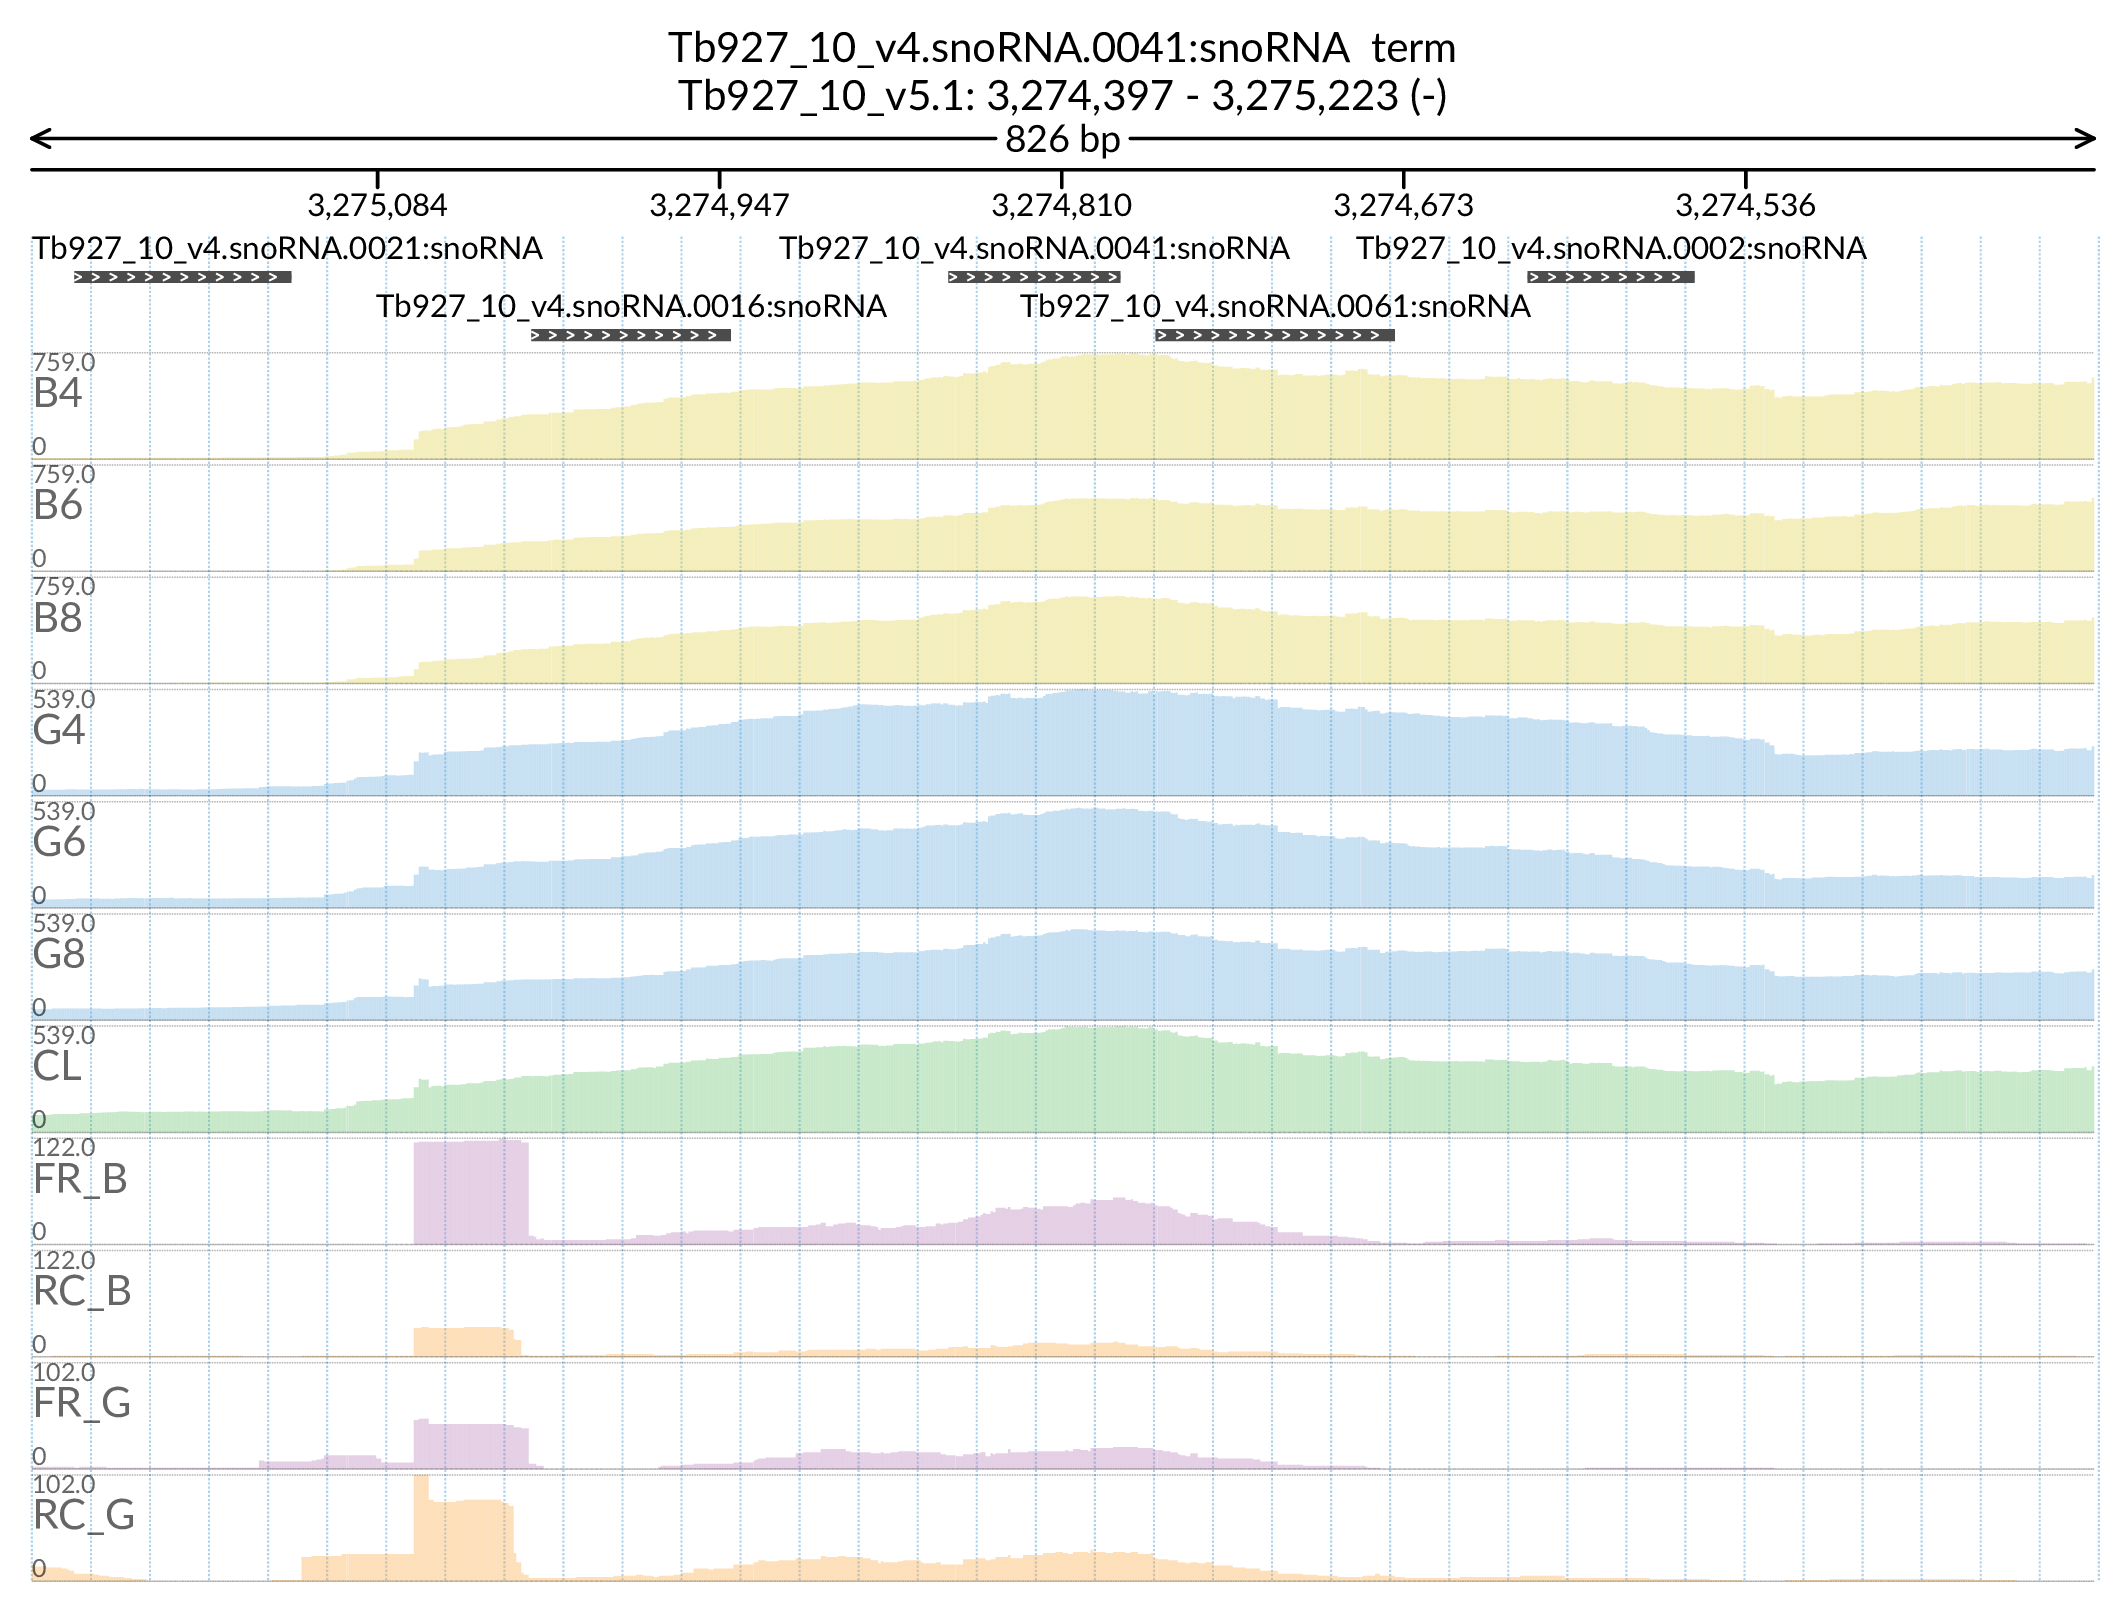 Tb927_10_v4.snoRNA.0041:snoRNA term
Tb927_10_v5.1: 3,274,397 - 3,275,223 (-)
826 bp
3,275,084 3,274,947 3,274,810 3,274,673 3,274,536
Tb927_10_v4.snoRNA.0021:snoRNA Tb927_10_v4.snoRNA.0041:snoRNA Tb927_10_v4.snoRNA.0002:snoRNA
Tb927_10_v4.snoRNA.0016:snoRNA Tb927_10_v4.snoRNA.0061:snoRNA
759.0
B4
0
759.0
B6
0
759.0
B8
0
539.0
G4
0
539.0
G6
0
539.0
G8
0
539.0
CL
0
122.0
FR_B
0
122.0
RC_B
0
102.0
FR_G
0
102.0
RC_G
0